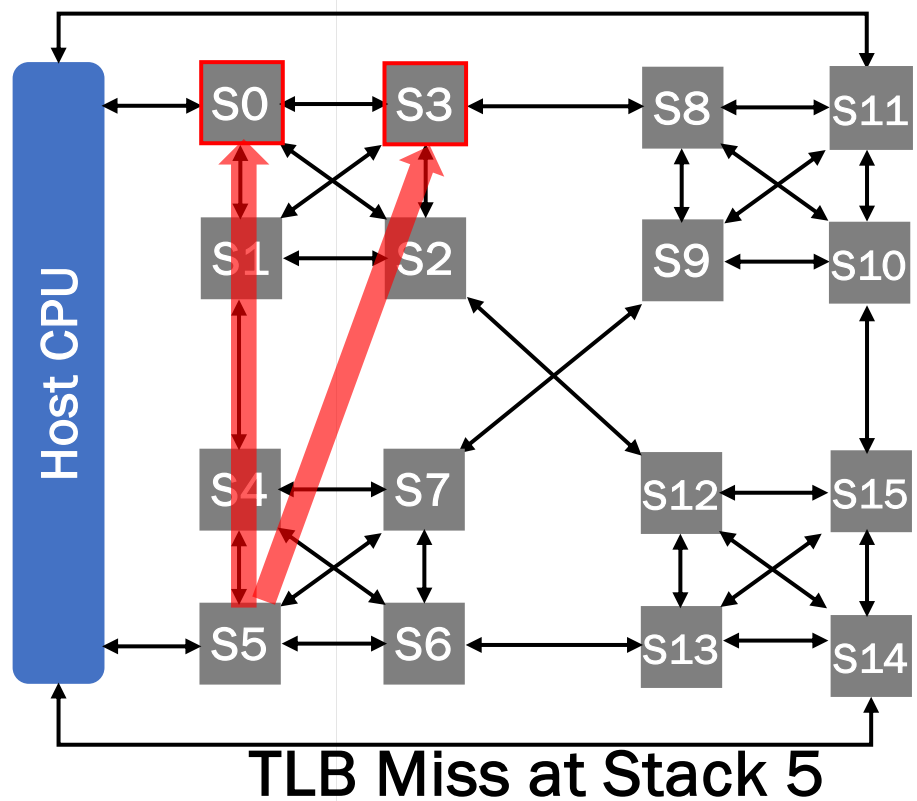 S0
S3
S8
S11
Host CPU
S1
S2
S9
S10
S4
S7
S12
S15
S5
S6
S13
S14
TLB Miss at Stack 5